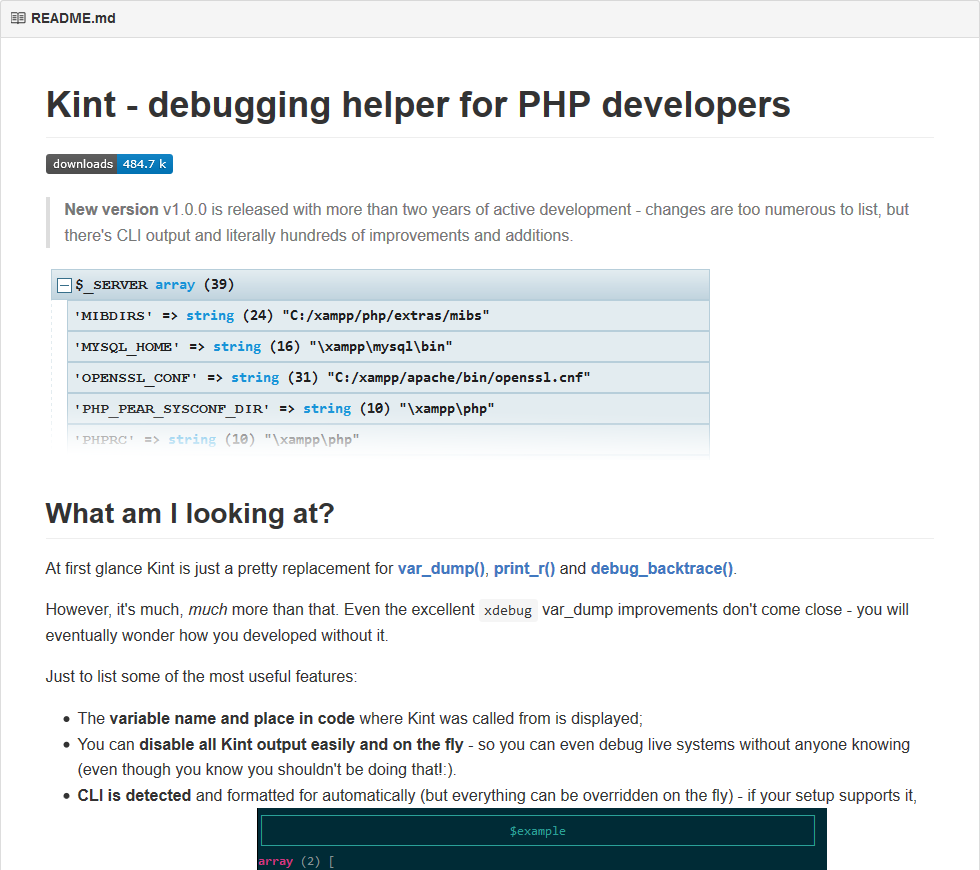 README.md
Kint - debugging helper for PHP developers
downloads 484.7 k
New version v1.0.0 is released with more than two years of active development - changes are too numerous to list, but
there's CLI output and literally hundreds of improvements and additions.
$_SERVER array (39)
'MIBDIRS' => string (24) "C:/xampp/php/extras/mibs"
'MYSQL_HOME' => string (16) "\xampp\mysql\bin"
'OPENSSL_CONF' => string (31) "C:/xampp/apache/bin/openssl.cnf"
'PHP_PEAR_SYSCONF_DIR' => string (10) "\xampp\php"
'PHPRC' => string (10) "\xampp\php"
What am I looking at?
At first glance Kint is just a pretty replacement for var_dump(), print_r() and debug_backtrace().
However, it's much, much more than that. Even the excellent xdebug var_dump improvements don't come close - you will
eventually wonder how you developed without it.
Just to list some of the most useful features:
• The variable name and place in code where Kint was called from is displayed;
• You can disable all Kint output easily and on the fly - so you can even debug live systems without anyone knowing
(even though you know you shouldn't be doing that!:).
• CLI is detected and formatted for automatically (but everything can be overridden on the fly) - if your setup supports it,
$example
array (2) [